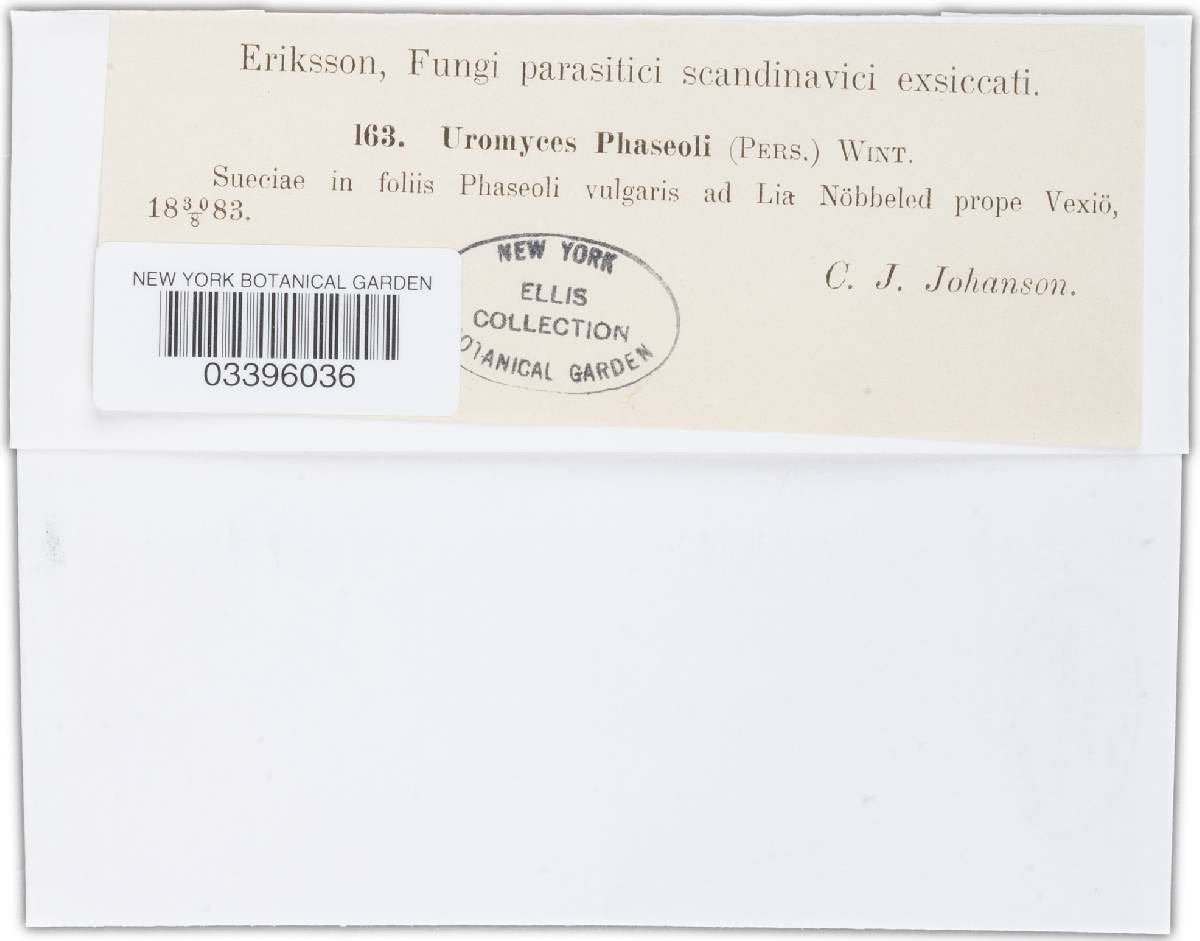 Eriksson, Fungi parasitici scandinavici exsiccati.
163. Uromyces Phaseoli (PERS.) WINT.
Sueciae in foliis Phaseoli vulgaris ad Lia Nöbbeled prope Vexiö,
18 30/8 83.
C. J. Johanson.
NEW YORK
ELLIS
COLLECTION
BOTANICAL GARDEN
NEW YORK BOTANICAL GARDEN
03396036